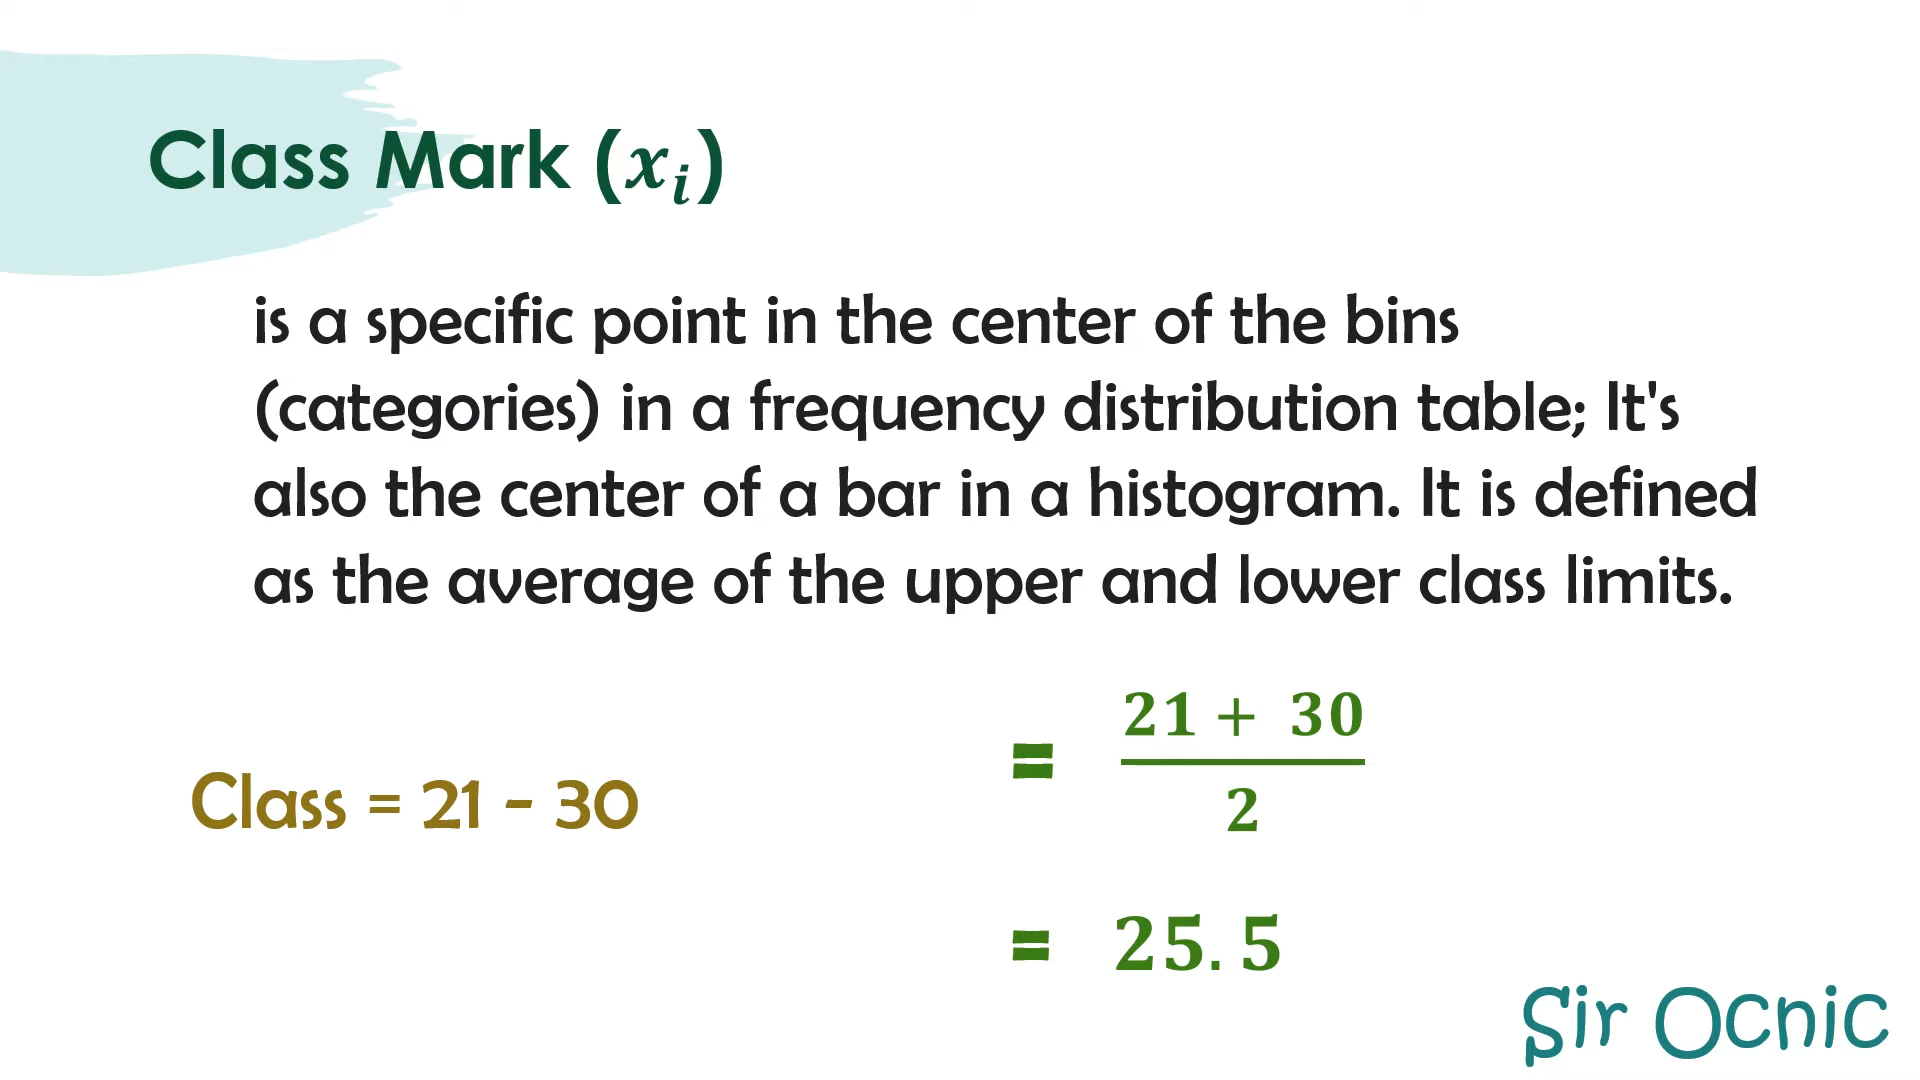 Class Mark (xᵢ)
is a specific point in the center of the bins
(categories) in a frequency distribution table; It's
also the center of a bar in a histogram. It is defined
as the average of the upper and lower class limits.
Class = 21 - 30
= 21 + 30
2
= 25.5
Sir Ocnic